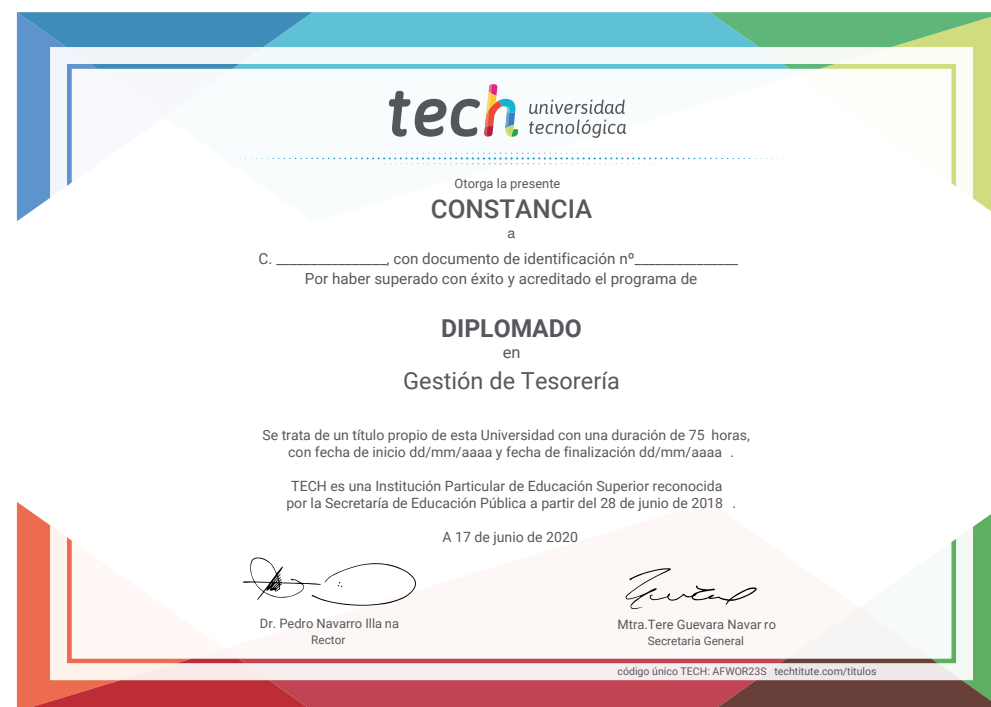 tech universidad
tecnológica
Otorga la presente
CONSTANCIA
a
C. ________________, con documento de identificación nº_______________
Por haber superado con éxito y acreditado el programa de
DIPLOMADO
en
Gestión de Tesorería
Se trata de un título propio de esta Universidad con una duración de 75 horas,
con fecha de inicio dd/mm/aaaa y fecha de finalización dd/mm/aaaa .
TECH es una Institución Particular de Educación Superior reconocida
por la Secretaría de Educación Pública a partir del 28 de junio de 2018 .
A 17 de junio de 2020
Dr. Pedro Navarro Illa na
Rector
Mtra.Tere Guevara Navar ro
Secretaria General
código único TECH: AFWOR23S techtitute.com/titulos